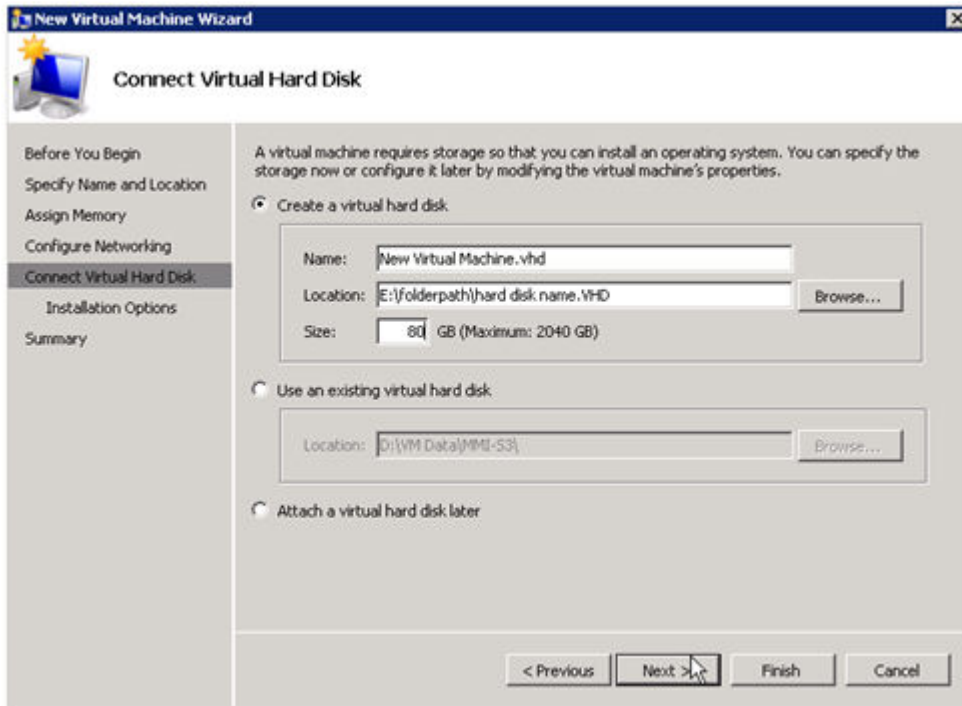 New Virtual Machine Wizard
Connect Virtual Hard Disk
Before You Begin
Specify Name and Location
Assign Memory
Configure Networking
Connect Virtual Hard Disk
Installation Options
Summary
A virtual machine requires storage so that you can install an operating system. You can specify the
storage now or configure it later by modifying the virtual machine's properties.
Create a virtual hard disk
Name: New Virtual Machine.vhd
Location: E:\folderpath\hard disk name.VHD Browse...
Size: 80 GB (Maximum: 2040 GB)
Use an existing virtual hard disk
Location: D:\VM Data\MMI-S3\ Browse...
Attach a virtual hard disk later
< Previous Next > Finish Cancel